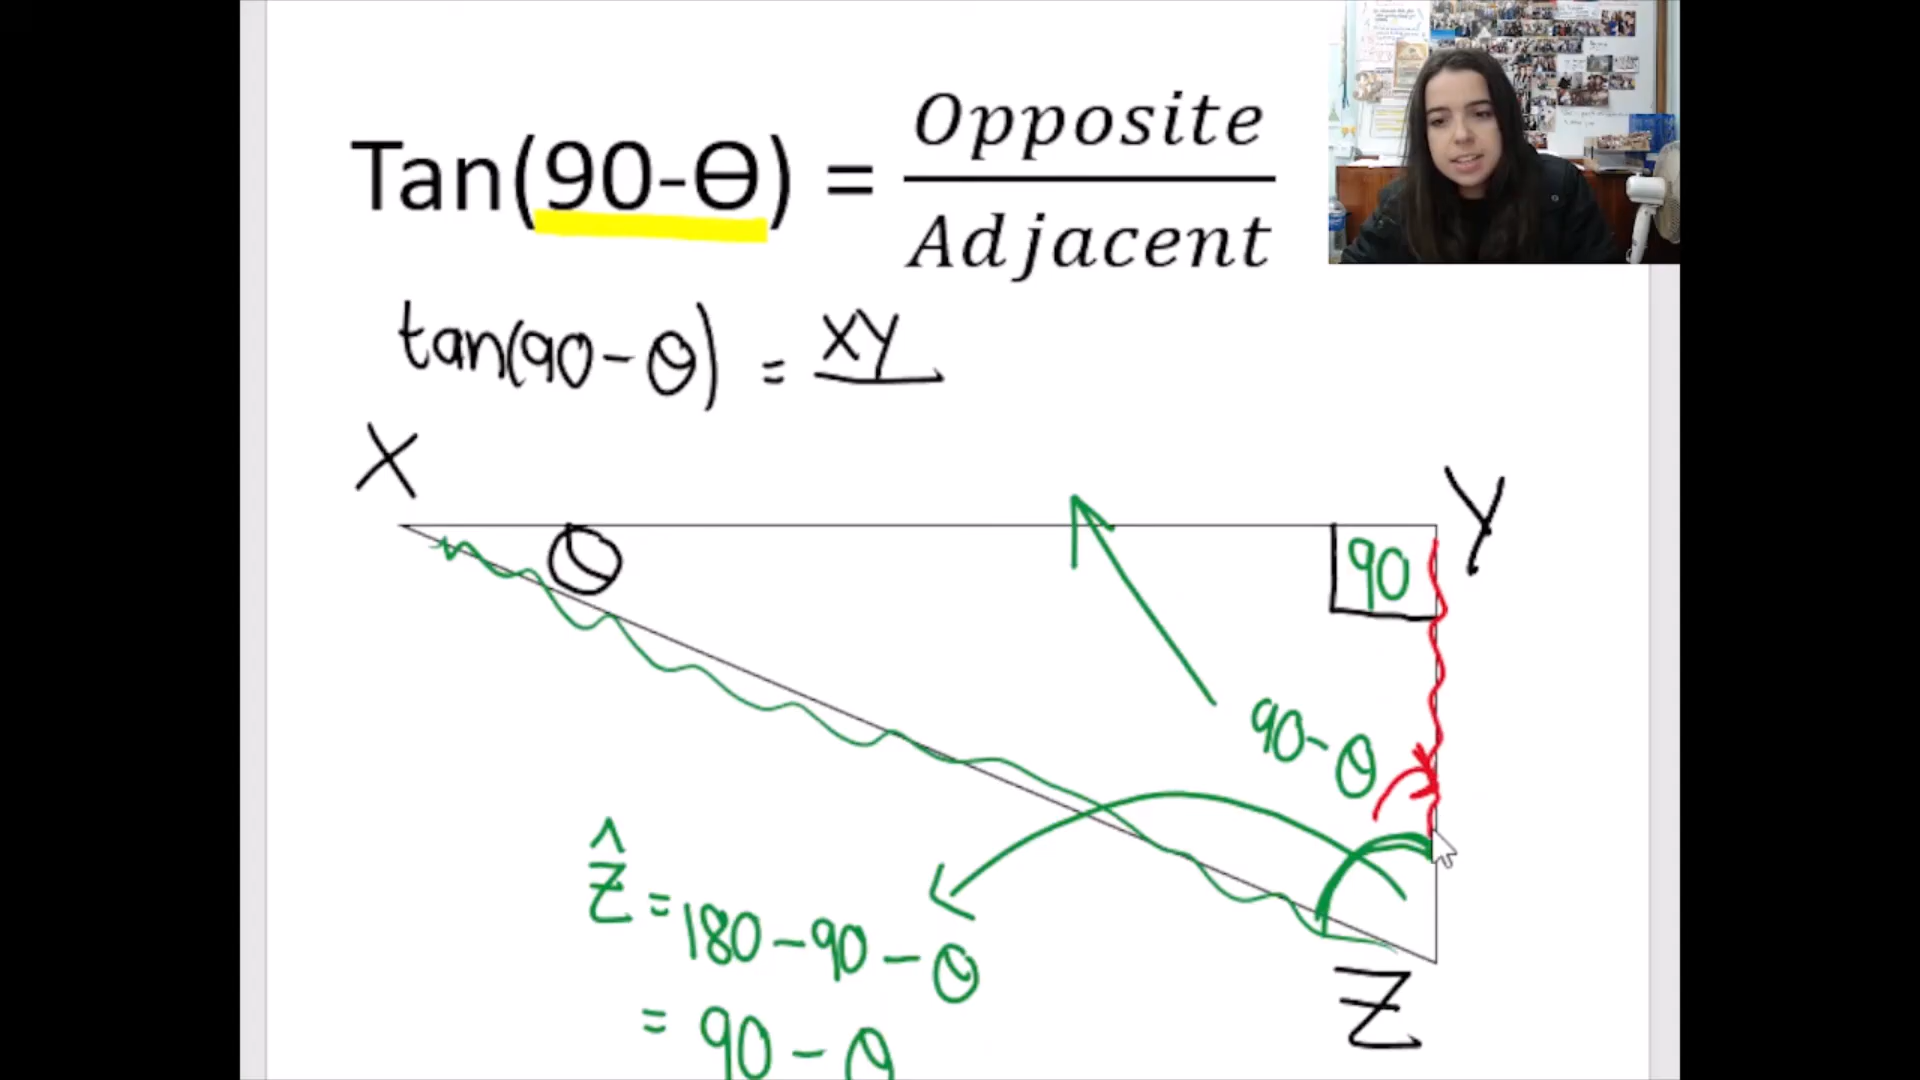 Tan(90-Ө) = Opposite
Adjacent
tan(90-θ) = XY
X
Y
θ
90
90-θ
Ẑ = 180-90-θ
= 90-θ
Z